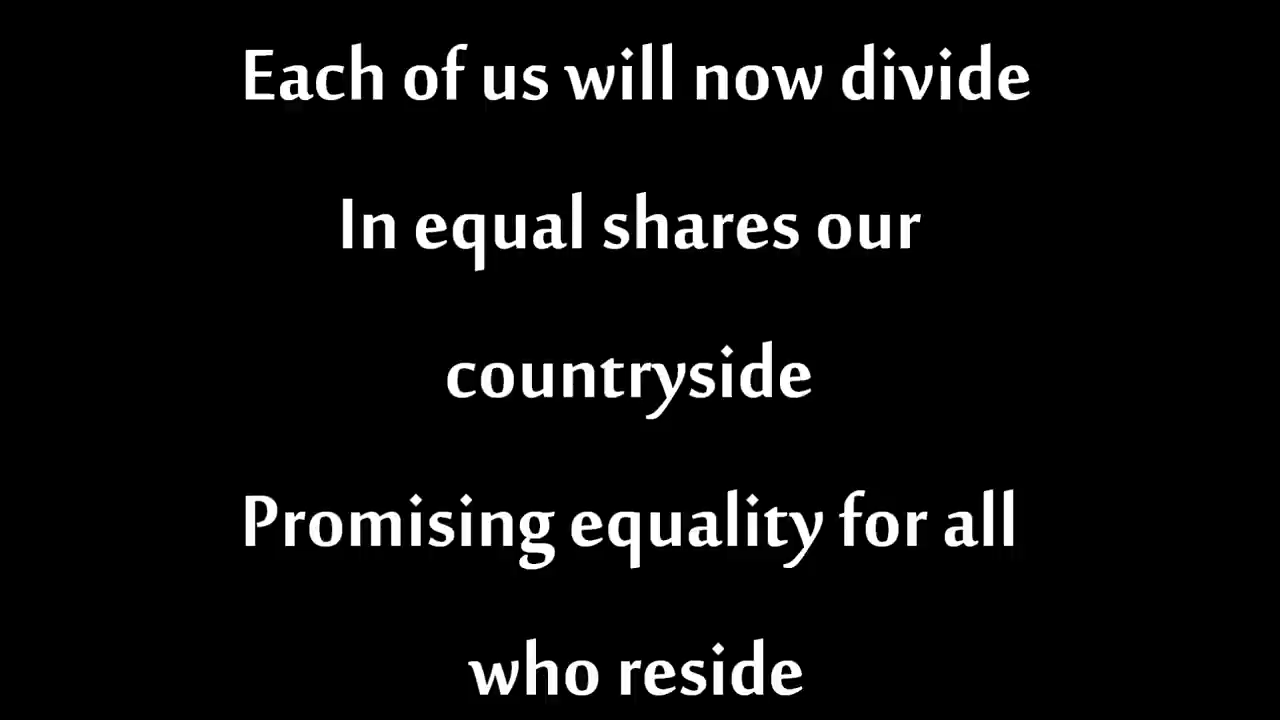 Each of us will now divide
In equal shares our
countryside
Promising equality for all
who reside